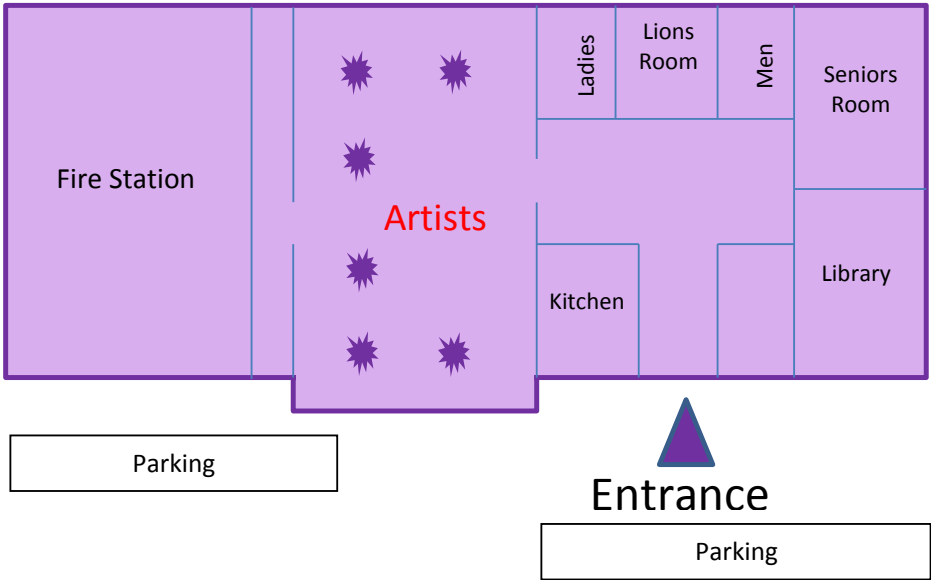 Ladies
Lions
Room
Men
Seniors
Room
Fire Station
Artists
Kitchen
Library
Parking
Entrance
Parking